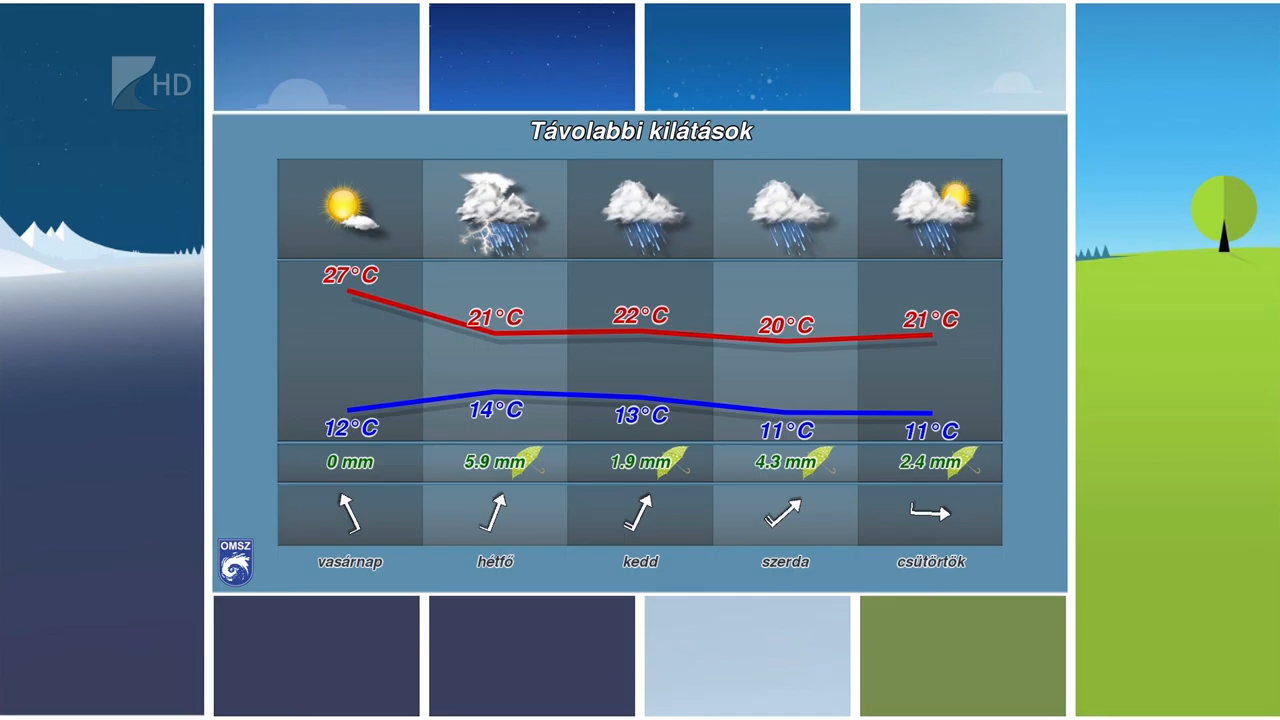 HD
Távolabbi kilátások
27°C 21°C 22°C 20°C 21°C
12°C 14°C 13°C 11°C 11°C
0 mm 5.9 mm 1.9 mm 4.3 mm 2.4 mm
OMSZ
vasárnap hétfő kedd szerda csütörtök